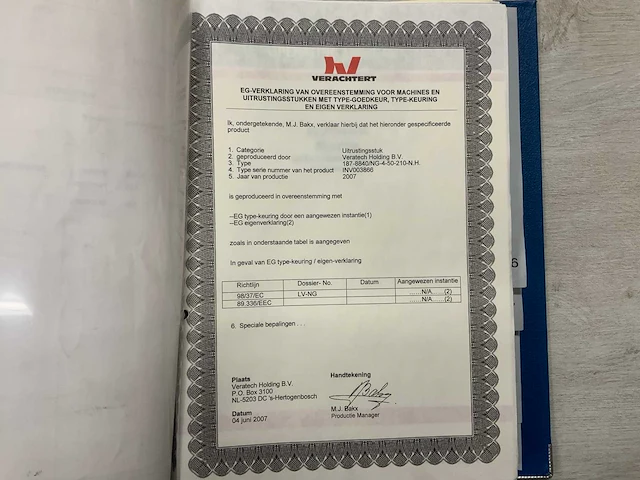 VERACHTERT
EG-VERKLARING VAN OVEREENSTEMMING VOOR MACHINES EN
UITRUSTINGSSTUKKEN MET TYPE-GOEDKEUR, TYPE-KEURING
EN EIGEN VERKLARING
Ik, ondergetekende, M.J. Bakx, verklaar hierbij dat het hieronder gespecificeerde
product
1. Categorie Uitrustingsstuk
2. geproduceerd door Veratech Holding B.V.
3. Type 187-8840/NG-4-50-210-N.H.
4. Type serie nummer van het product INV003866
5. Jaar van productie 2007
is geproduceerd in overeenstemming met
--EG type-keuring door een aangewezen instantie(1)
--EG eigenverklaring(2)
zoals in onderstaande tabel is aangegeven
In geval van EG type-keuring / eigen-verklaring
Richtlijn Dossier- No. Datum Aangewezen instantie
98/37/EC LV-NG ......N/A......(2)
89.336/EEC ......N/A......(2)
6. Speciale bepalingen . . .
Plaats Handtekening
Veratech Holding B.V.
P.O. Box 3100
NL-5203 DC 's-Hertogenbosch
Datum M.J. Bakx
04 juni 2007 Productie Manager
6